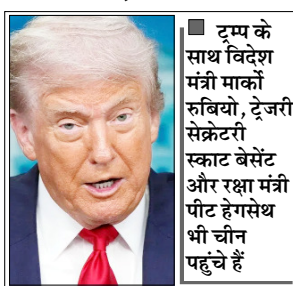 ट्रम्प के
साथ विदेश
मंत्री मार्को
रुबियो, ट्रेजरी
सेक्रेटरी
स्काट बेसेंट
और रक्षा मंत्री
पीट हेगसेथ
भी चीन
पहुंचे हैं